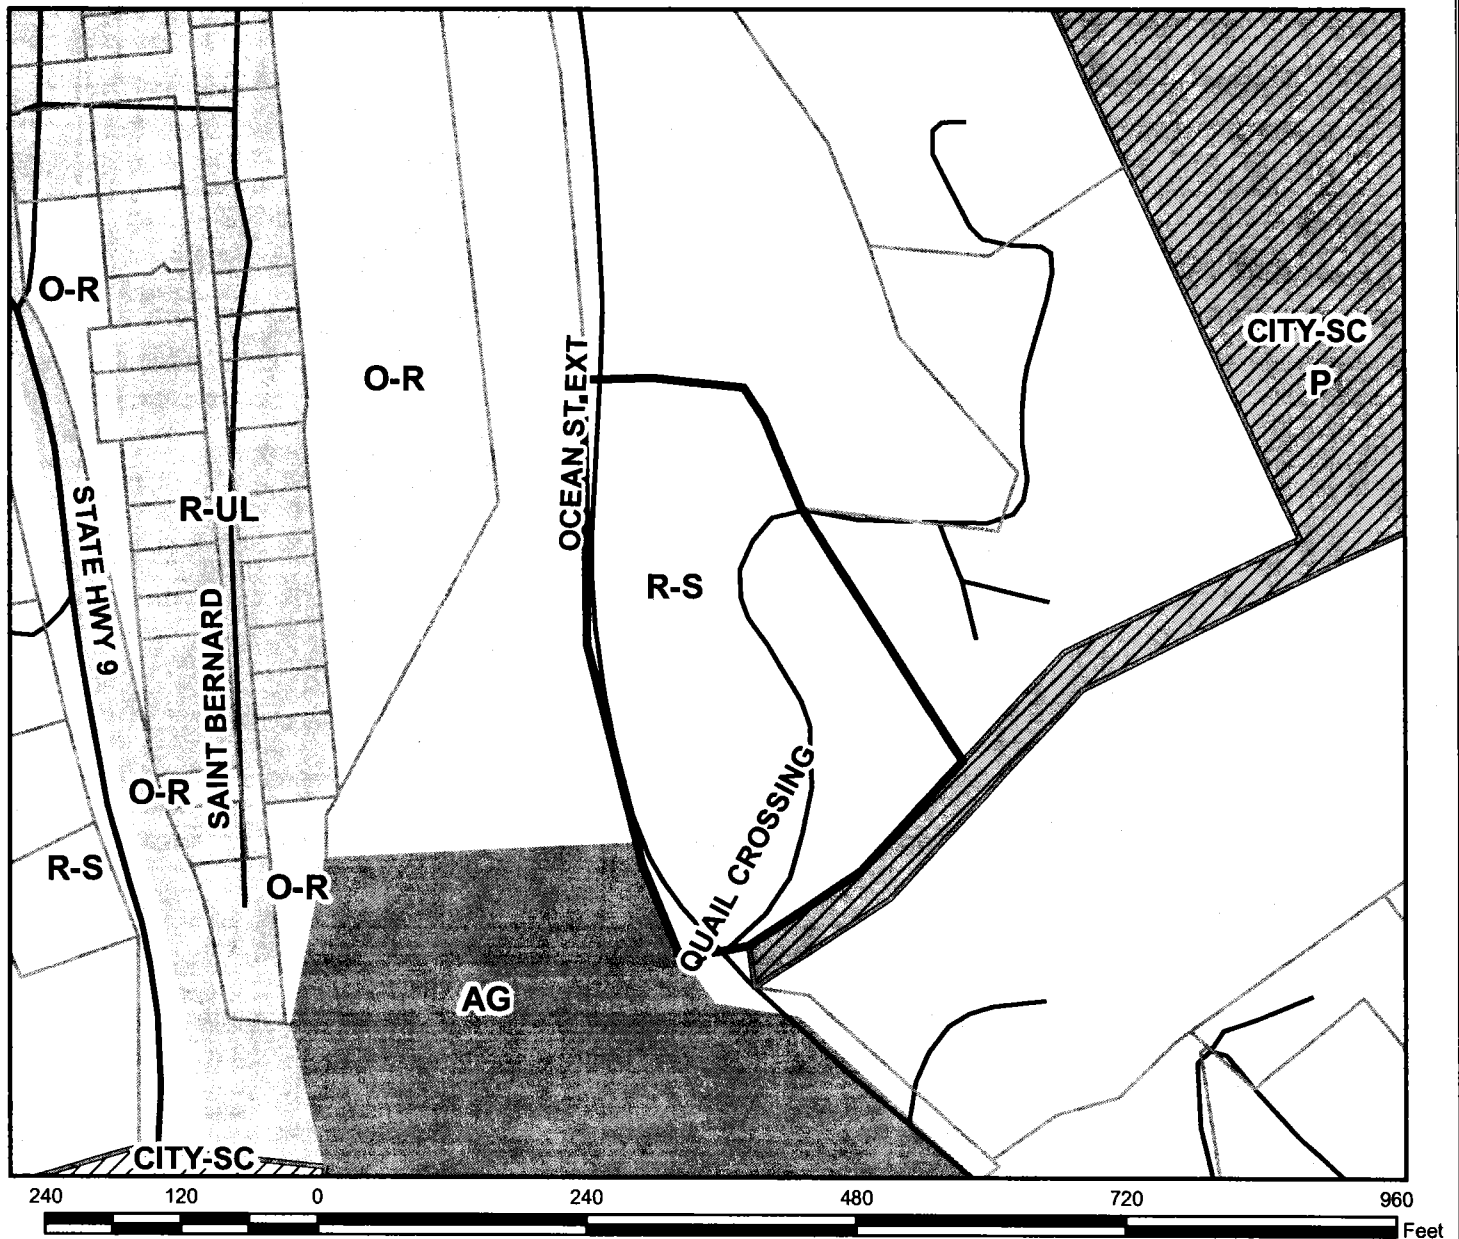 O-R
CITY-SC
P
O-R
OCEAN ST EXT
STATE HWY 9
R-UL
R-S
SAINT BERNARD
O-R
QUAIL CROSSING
R-S
O-R
AG
CITY-SC
240 120 0 240 480 720 960
Feet